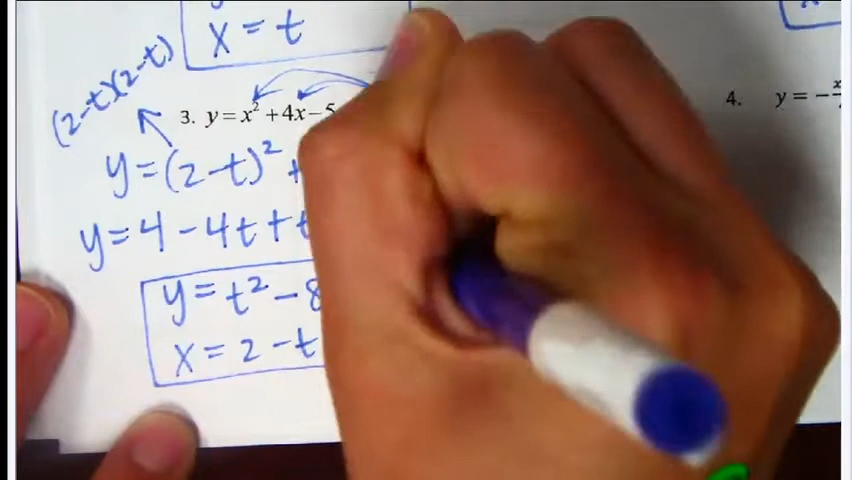 x = t
(2-t)(2-t)
3. y = x² + 4x - 5
4. y = -
y = (2-t)² +
y = 4 - 4t + t
y = t² - 8
x = 2 - t